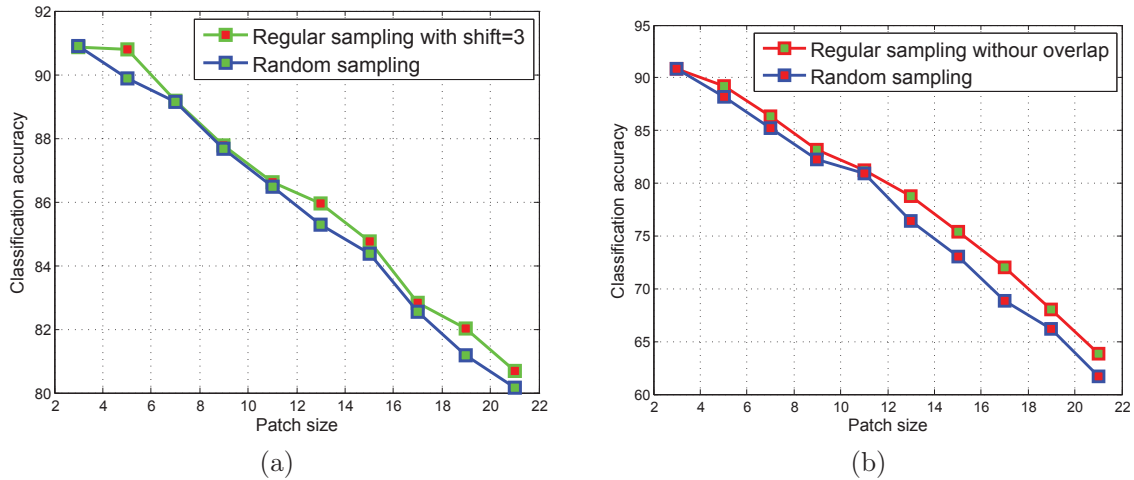 92
90
88
86
84
82
80
Classification accuracy
Regular sampling with shift=3
Random sampling
2 4 6 8 10 12 14 16 18 20 22
Patch size
(a)
95
90
85
80
75
70
65
60
Classification accuracy
Regular sampling withour overlap
Random sampling
2 4 6 8 10 12 14 16 18 20 22
Patch size
(b)